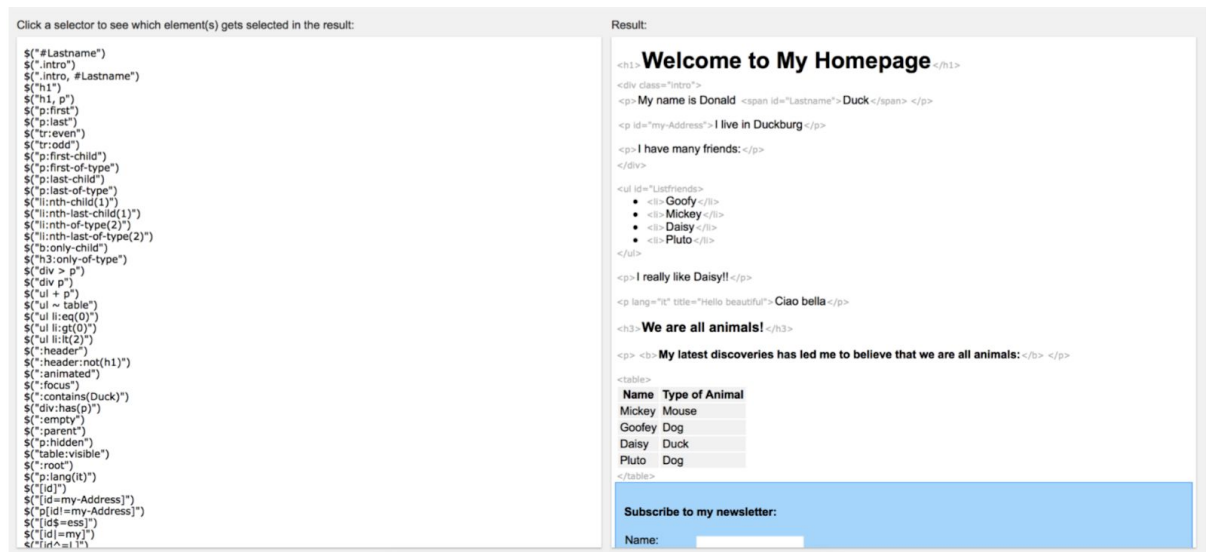 Click a selector to see which element(s) gets selected in the result:
$("#Lastname")
$(".intro")
$(".intro, #Lastname")
$("h1")
$("h1, p")
$("p:first")
$("p:last")
$("tr:even")
$("tr:odd")
$("p:first-child")
$("p:first-of-type")
$("p:last-child")
$("p:last-of-type")
$("li:nth-child(1)")
$("li:nth-last-child(1)")
$("li:nth-of-type(2)")
$("li:nth-last-of-type(2)")
$("b:only-child")
$("h3:only-of-type")
$("div > p")
$("div p")
$("ul + p")
$("ul ~ table")
$("ul li:eq(0)")
$("ul li:gt(0)")
$("ul li:lt(2)")
$(":header")
$(":header:not(h1)")
$(":animated")
$(":focus")
$(":contains(Duck)")
$("div:has(p)")
$(":empty")
$(":parent")
$("p:hidden")
$("table:visible")
$(":root")
$("p:lang(it)")
$("[id]")
$("[id=my-Address]")
$("p[id!=my-Address]")
$("[id$=ess]")
$("[id|=my]")
$("[id^=L]")
Result:
<h1>Welcome to My Homepage</h1>
<div class="intro">
<p>My name is Donald <span id="Lastname">Duck</span> </p>
<p id="my-Address">I live in Duckburg</p>
<p>I have many friends:</p>
</div>
<ul id="Listfriends>
• <li>Goofy</li>
• <li>Mickey</li>
• <li>Daisy</li>
• <li>Pluto</li>
</ul>
<p>I really like Daisy!!</p>
<p lang="it" title="Hello beautiful">Ciao bella</p>
<h3>We are all animals!</h3>
<p> <b>My latest discoveries has led me to believe that we are all animals:</b> </p>
<table>
Name Type of Animal
Mickey Mouse
Goofey Dog
Daisy Duck
Pluto Dog
</table>
Subscribe to my newsletter:
Name: